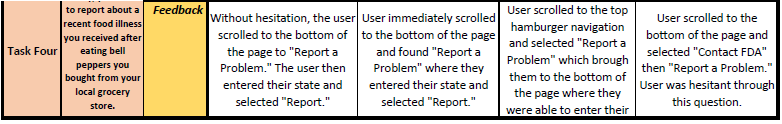 Task Four
to report about a
recent food illness
you received after
eating bell
peppers you
bought from your
local grocery
store.
Feedback
Without hesitation, the user
scrolled to the bottom of
the page to "Report a
Problem." The user then
entered their state and
selected "Report."
User immediately scrolled
to the bottom of the page
and found "Report a
Problem" where they
entered their state and
selected "Report."
User scrolled to the top
hamburger navigation
and selected "Report a
Problem" which brough
them to the bottom of
the page where they
were able to enter their
User scrolled to the
bottom of the page and
selected "Contact FDA"
then "Report a Problem."
User was hesitant through
this question.